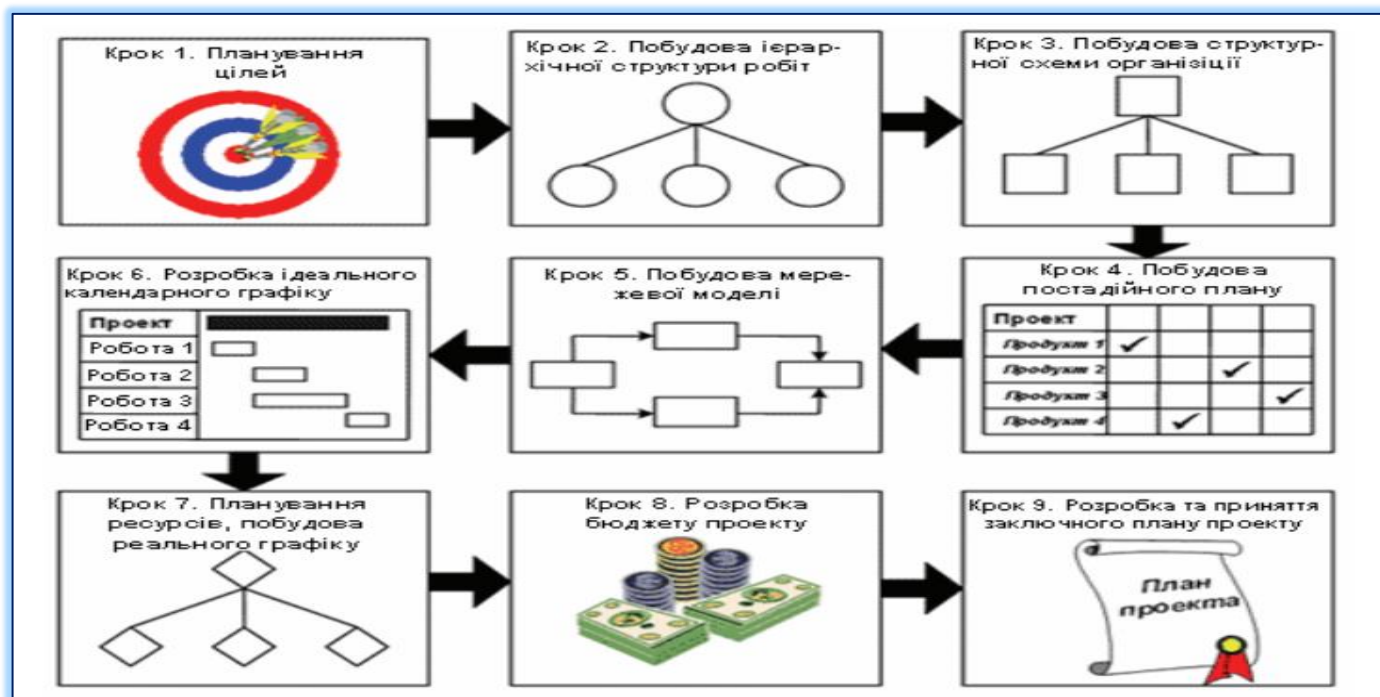 Крок 1. Планування
цілей
Крок 2. Побудова ієрар-
хічної структури робіт
Крок 3. Побудова структур-
ної схеми організіції
Крок 4. Побудова
постадійного плану
Проект
Продукт 1
Продукт 2
Продукт 3
Продукт 4
Крок 5. Побудова мере-
жевої моделі
Крок 6. Розробка ідеального
календарного графіку
Проект
Робота 1
Робота 2
Робота 3
Робота 4
Крок 7. Планування
ресурсів, побудова
реального графіку
Крок 8. Розробка
бюджету проекту
Крок 9. Розробка та приняття
заключного плану проекту
План
проекта